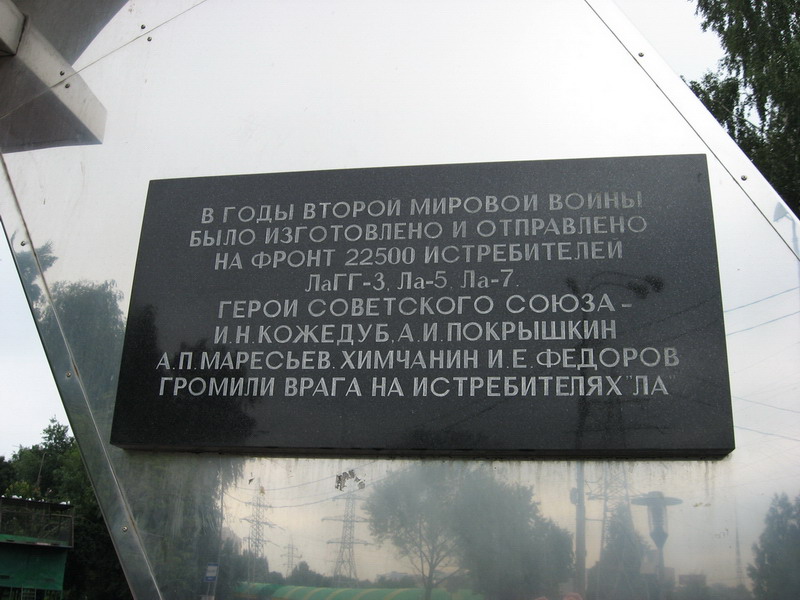 В ГОДЫ ВТОРОЙ МИРОВОЙ ВОЙНЫ
БЫЛО ИЗГОТОВЛЕНО И ОТПРАВЛЕНО
НА ФРОНТ 22500 ИСТРЕБИТЕЛЕЙ
ЛаГГ-3, Ла-5, Ла-7.
ГЕРОИ СОВЕТСКОГО СОЮЗА -
И.Н.КОЖЕДУБ, А.И.ПОКРЫШКИН
А.П.МАРЕСЬЕВ. ХИМЧАНИН И.Е.ФЕДОРОВ
ГРОМИЛИ ВРАГА НА ИСТРЕБИТЕЛЯХ "ЛА"